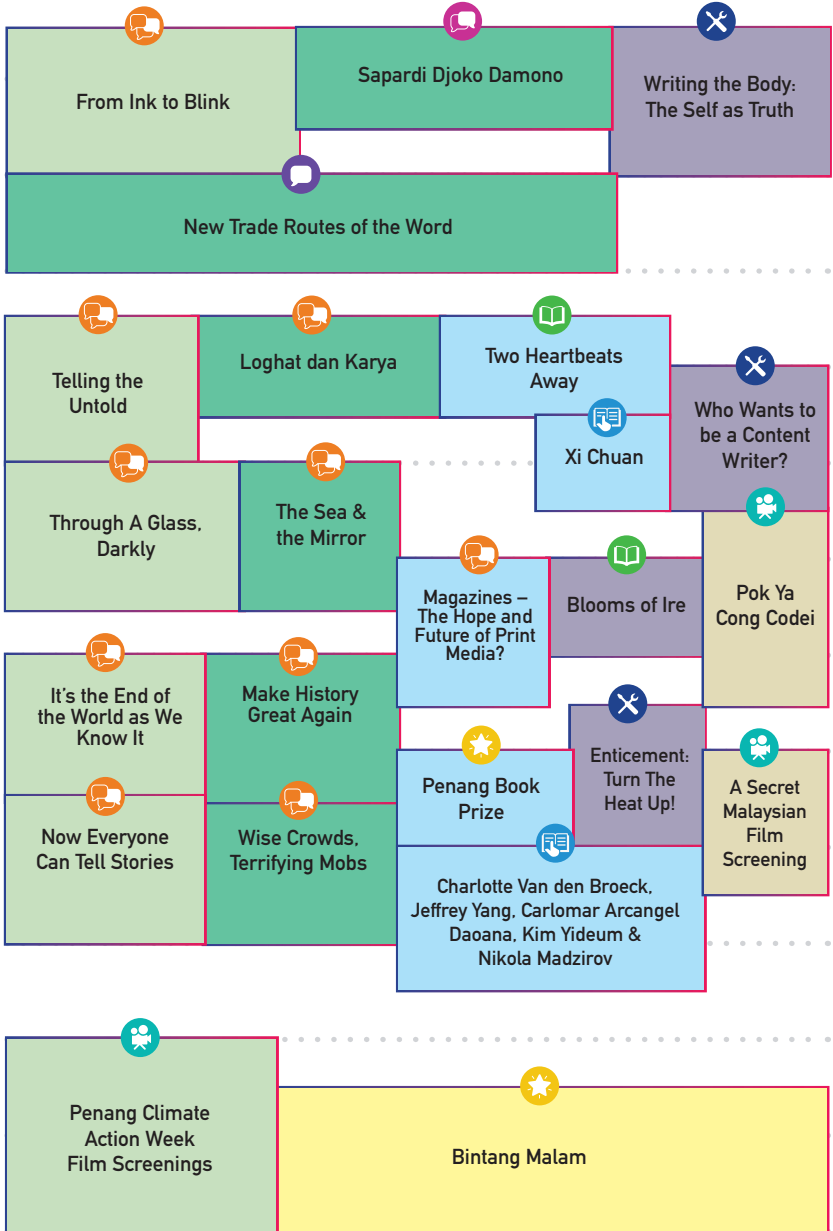 From Ink to Blink
Sapardi Djoko Damono
Writing the Body:
The Self as Truth
New Trade Routes of the Word
Telling the
Untold
Loghat dan Karya
Two Heartbeats
Away
Xi Chuan
Who Wants to
be a Content
Writer?
Through A Glass,
Darkly
The Sea &
the Mirror
Magazines –
The Hope and
Future of Print
Media?
Blooms of Ire
Pok Ya
Cong Codei
It's the End of
the World as We
Know It
Make History
Great Again
Penang Book
Prize
Enticement:
Turn The
Heat Up!
A Secret
Malaysian
Film
Screening
Now Everyone
Can Tell Stories
Wise Crowds,
Terrifying Mobs
Charlotte Van den Broeck,
Jeffrey Yang, Carlomar Arcangel
Daoana, Kim Yideum &
Nikola Madzirov
Penang Climate
Action Week
Film Screenings
Bintang Malam